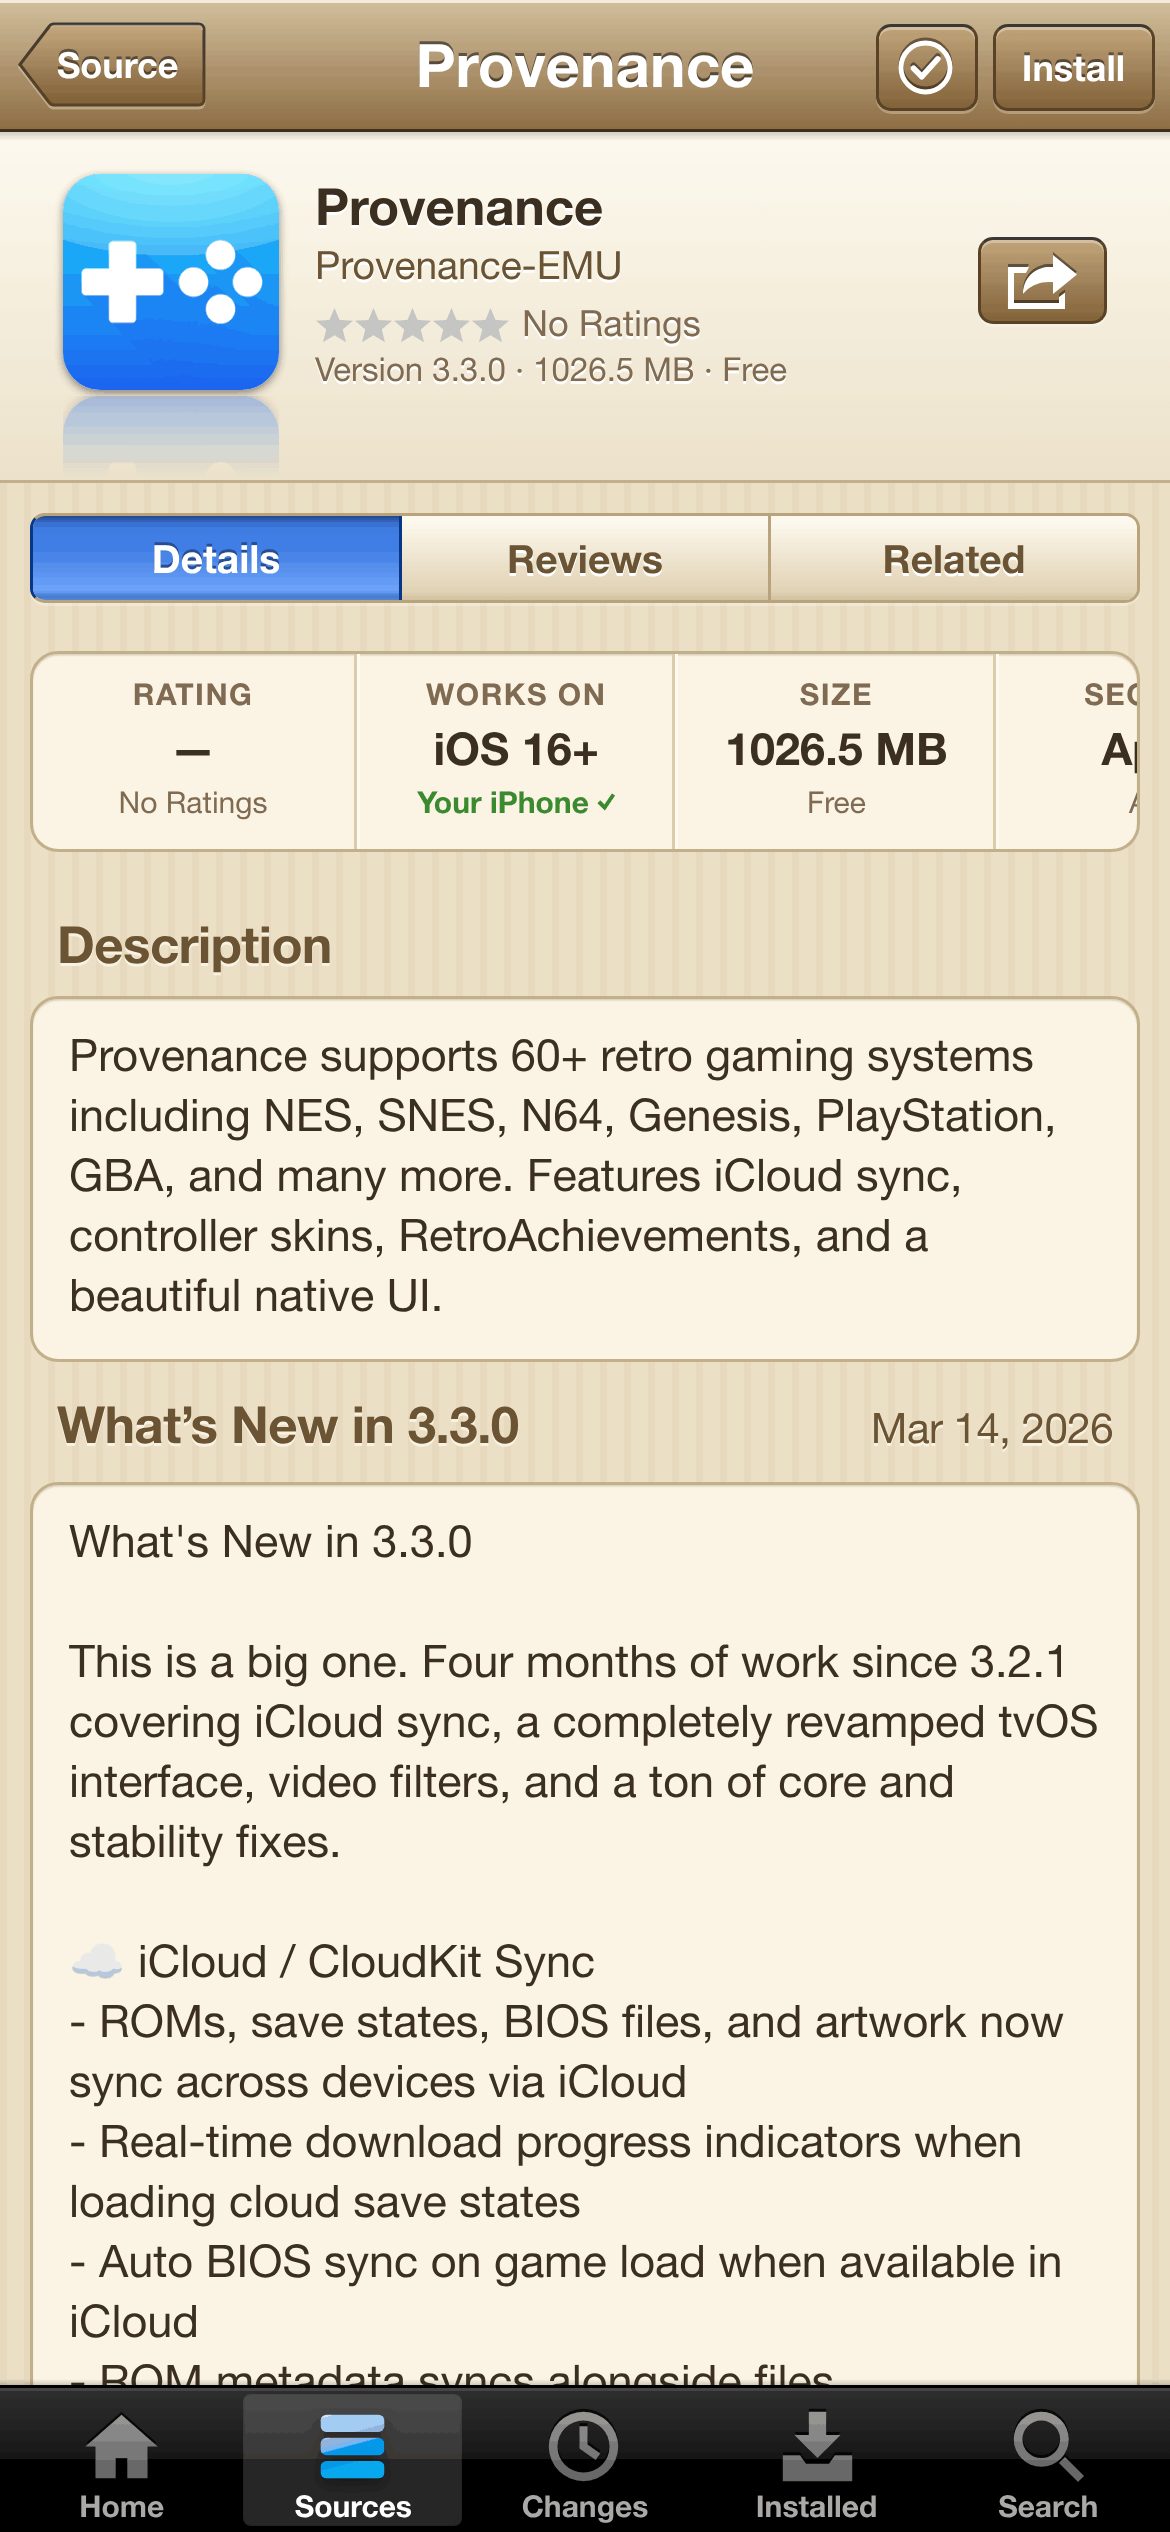 Source
Provenance
Install
Provenance
Provenance-EMU
No Ratings
Version 3.3.0 · 1026.5 MB · Free
Details
Reviews
Related
RATING
—
No Ratings
WORKS ON
iOS 16+
Your iPhone ✓
SIZE
1026.5 MB
Free
Description
Provenance supports 60+ retro gaming systems
including NES, SNES, N64, Genesis, PlayStation,
GBA, and many more. Features iCloud sync,
controller skins, RetroAchievements, and a
beautiful native UI.
What’s New in 3.3.0
Mar 14, 2026
What's New in 3.3.0
This is a big one. Four months of work since 3.2.1
covering iCloud sync, a completely revamped tvOS
interface, video filters, and a ton of core and
stability fixes.
☁️ iCloud / CloudKit Sync
- ROMs, save states, BIOS files, and artwork now
sync across devices via iCloud
- Real-time download progress indicators when
loading cloud save states
- Auto BIOS sync on game load when available in
iCloud
- ROM metadata syncs alongside files
Home
Sources
Changes
Installed
Search